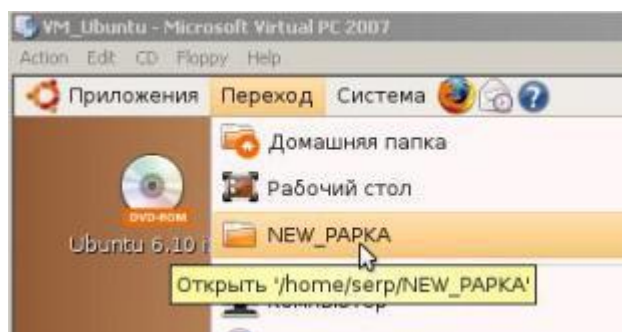 VM_Ubuntu - Microsoft Virtual PC 2007
Action Edit CD Floppy Help
Приложения Переход Система
Домашняя папка
Рабочий стол
DVD-ROM
Ubuntu 6.10 i
NEW_PAPKA
Открыть '/home/serp/NEW_PAPKA'
Компьютер